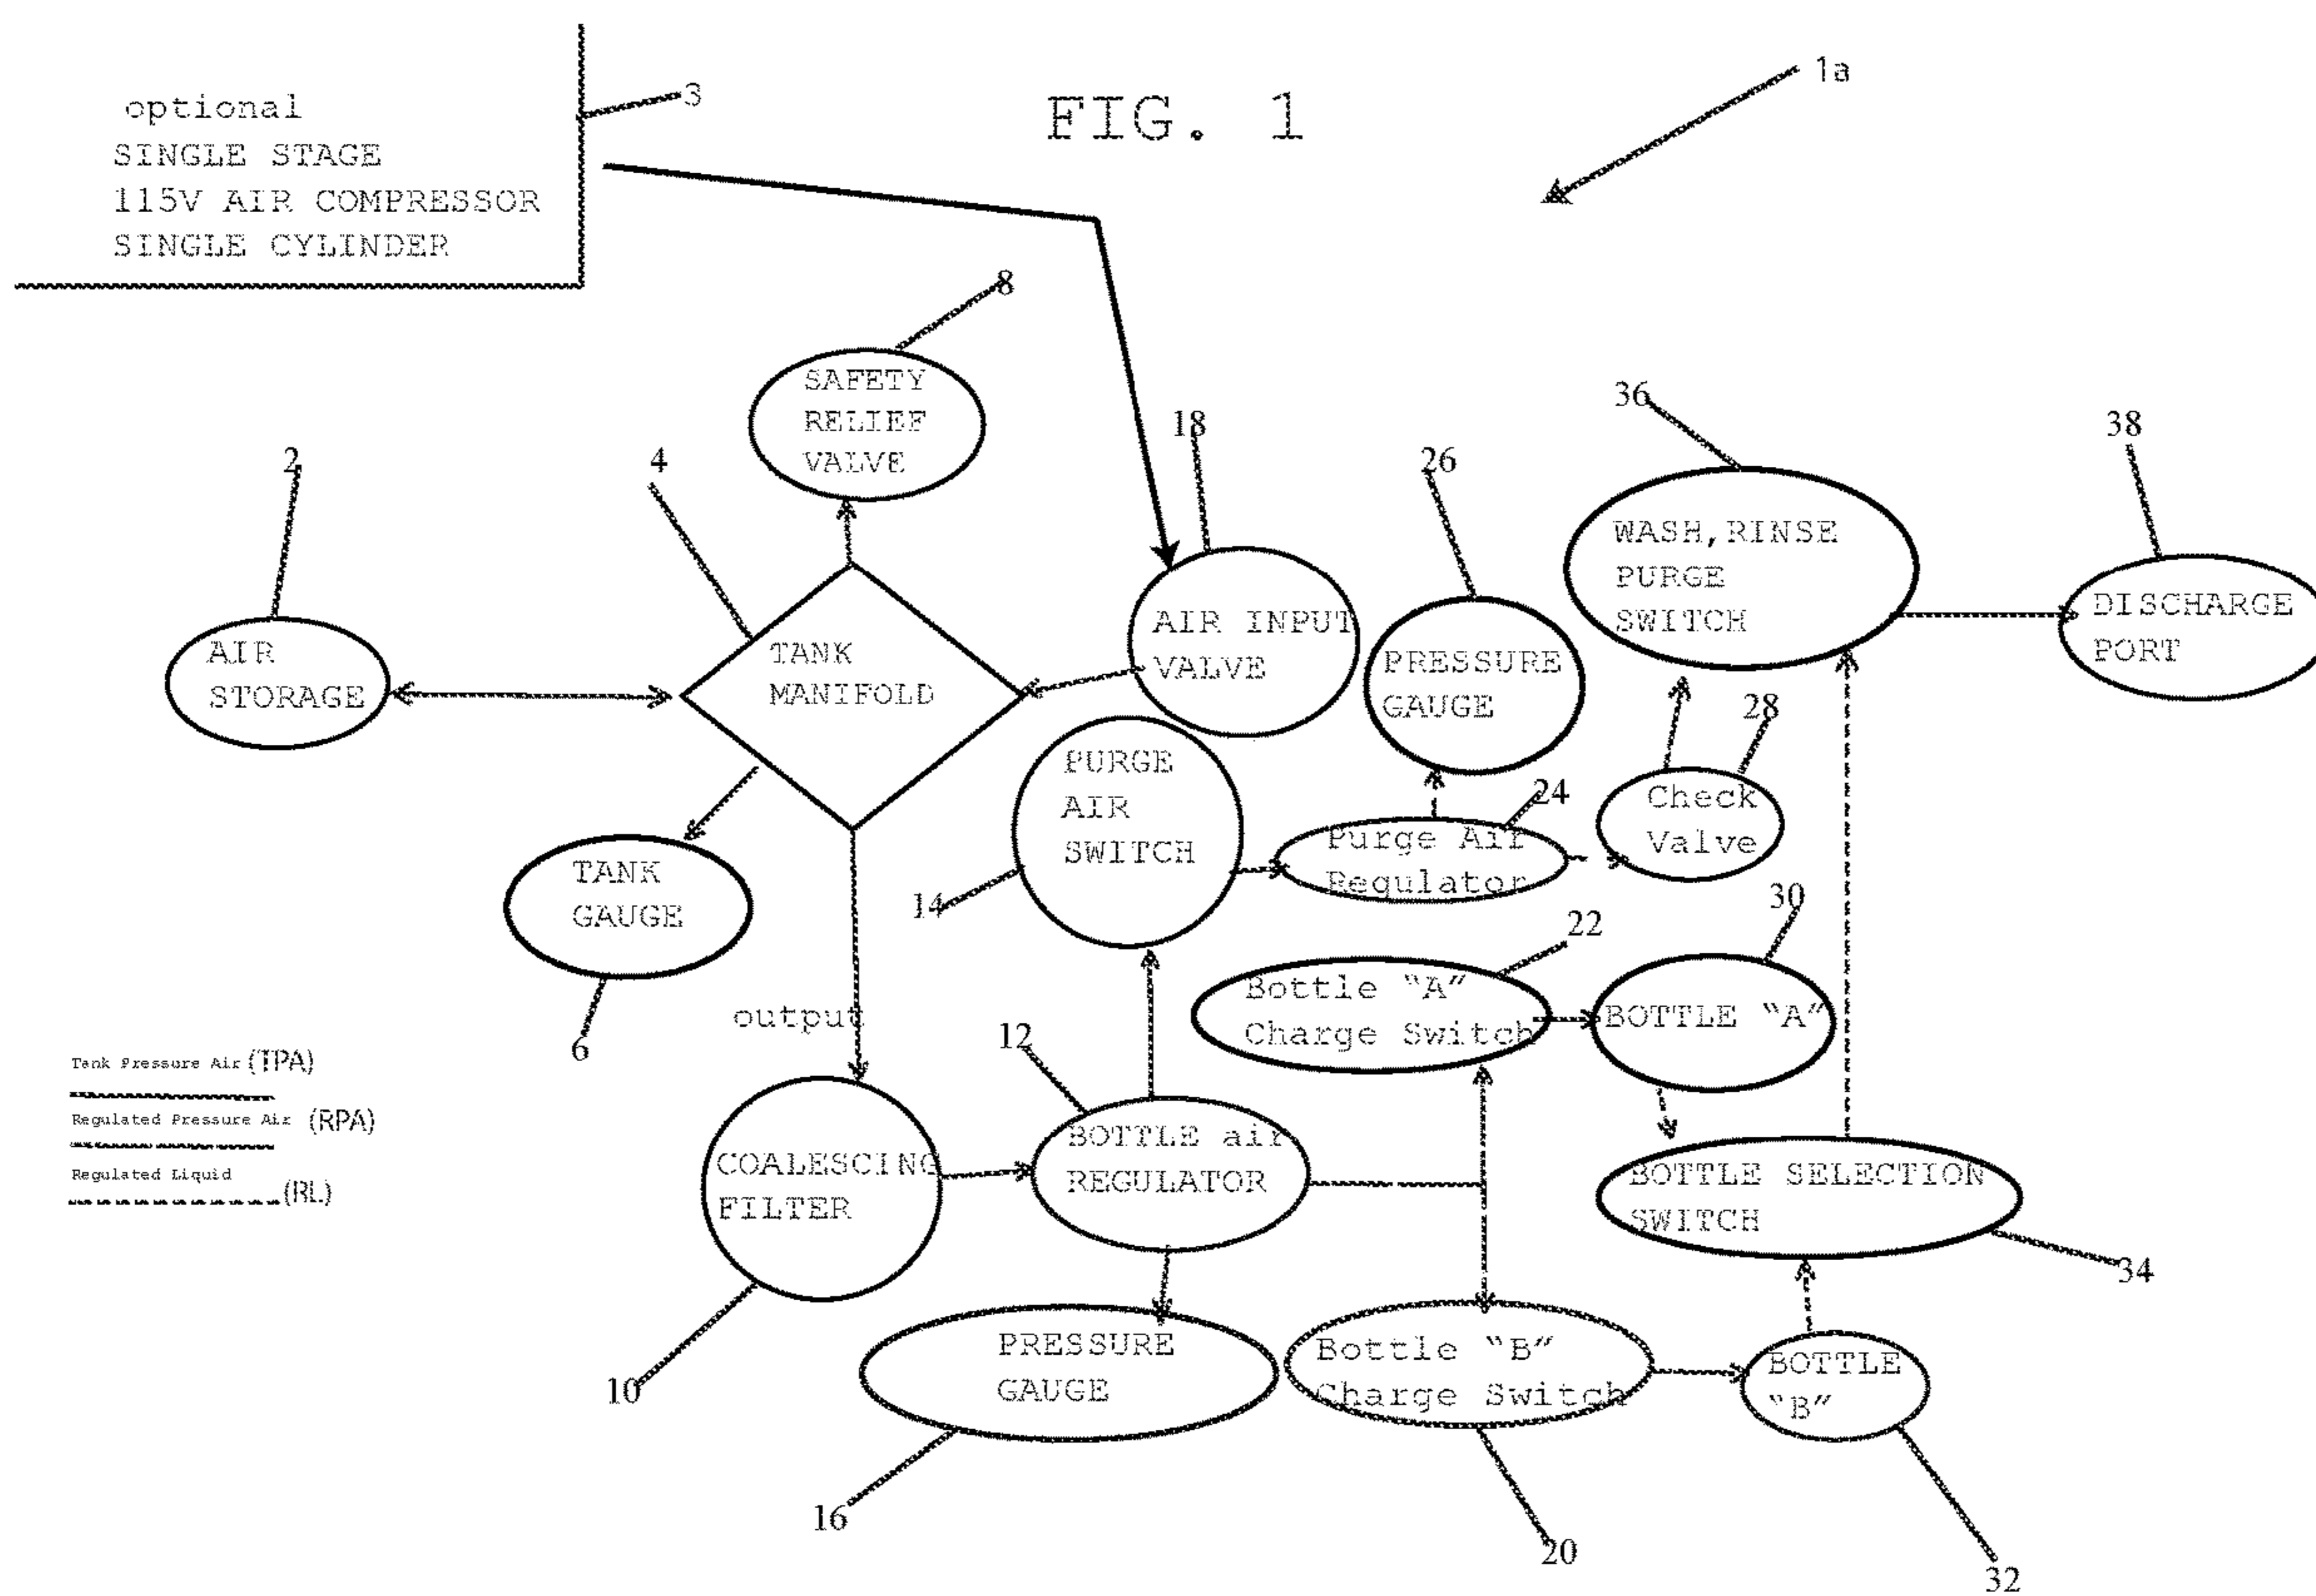 FIG. 1
1a
optional
SINGLE STAGE
115V AIR COMPRESSOR
SINGLE CYLINDER
3
8
SAFETY
RELIEF
VALVE
2
AIR
STORAGE
4
TANK
MANIFOLD
18
AIR INPUT
VALVE
26
PRESSURE
GAUGE
36
WASH, RINSE
PURGE
SWITCH
38
DISCHARGE
PORT
TANK
GAUGE
6
PURGE
AIR
SWITCH
14
24
Purge Air
Regulator
28
Check
Valve
output
22
Bottle "A"
Charge Switch
30
BOTTLE "A"
Tank Pressure Air (TPA)
Regulated Pressure Air (RPA)
Regulated Liquid
(RL)
COALESCING
FILTER
10
12
BOTTLE air
REGULATOR
BOTTLE SELECTION
SWITCH
34
PRESSURE
GAUGE
16
Bottle "B"
Charge Switch
20
BOTTLE
"B"
32